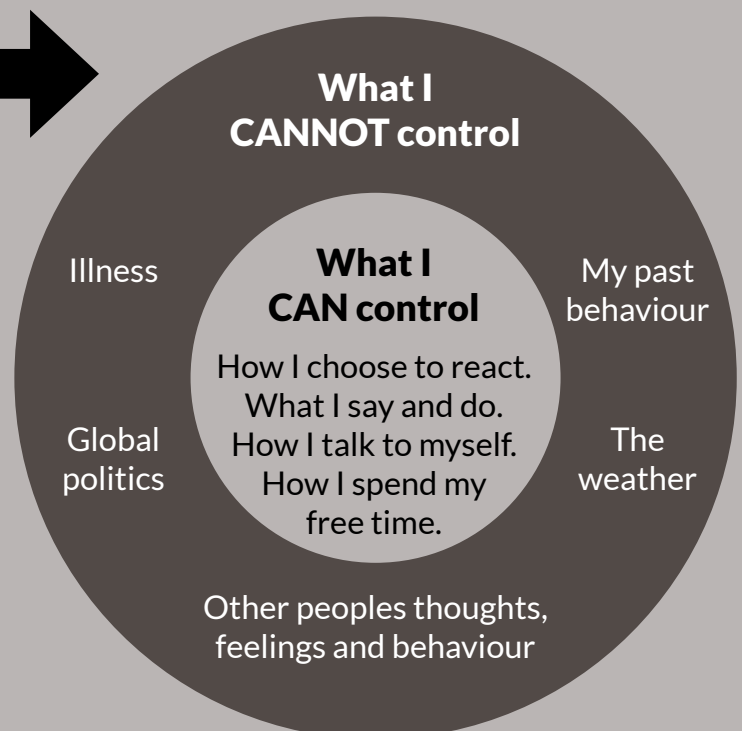 What I
CANNOT control
Illness
My past
behaviour
What I
CAN control
How I choose to react.
What I say and do.
How I talk to myself.
How I spend my
free time.
Global
politics
The
weather
Other peoples thoughts,
feelings and behaviour